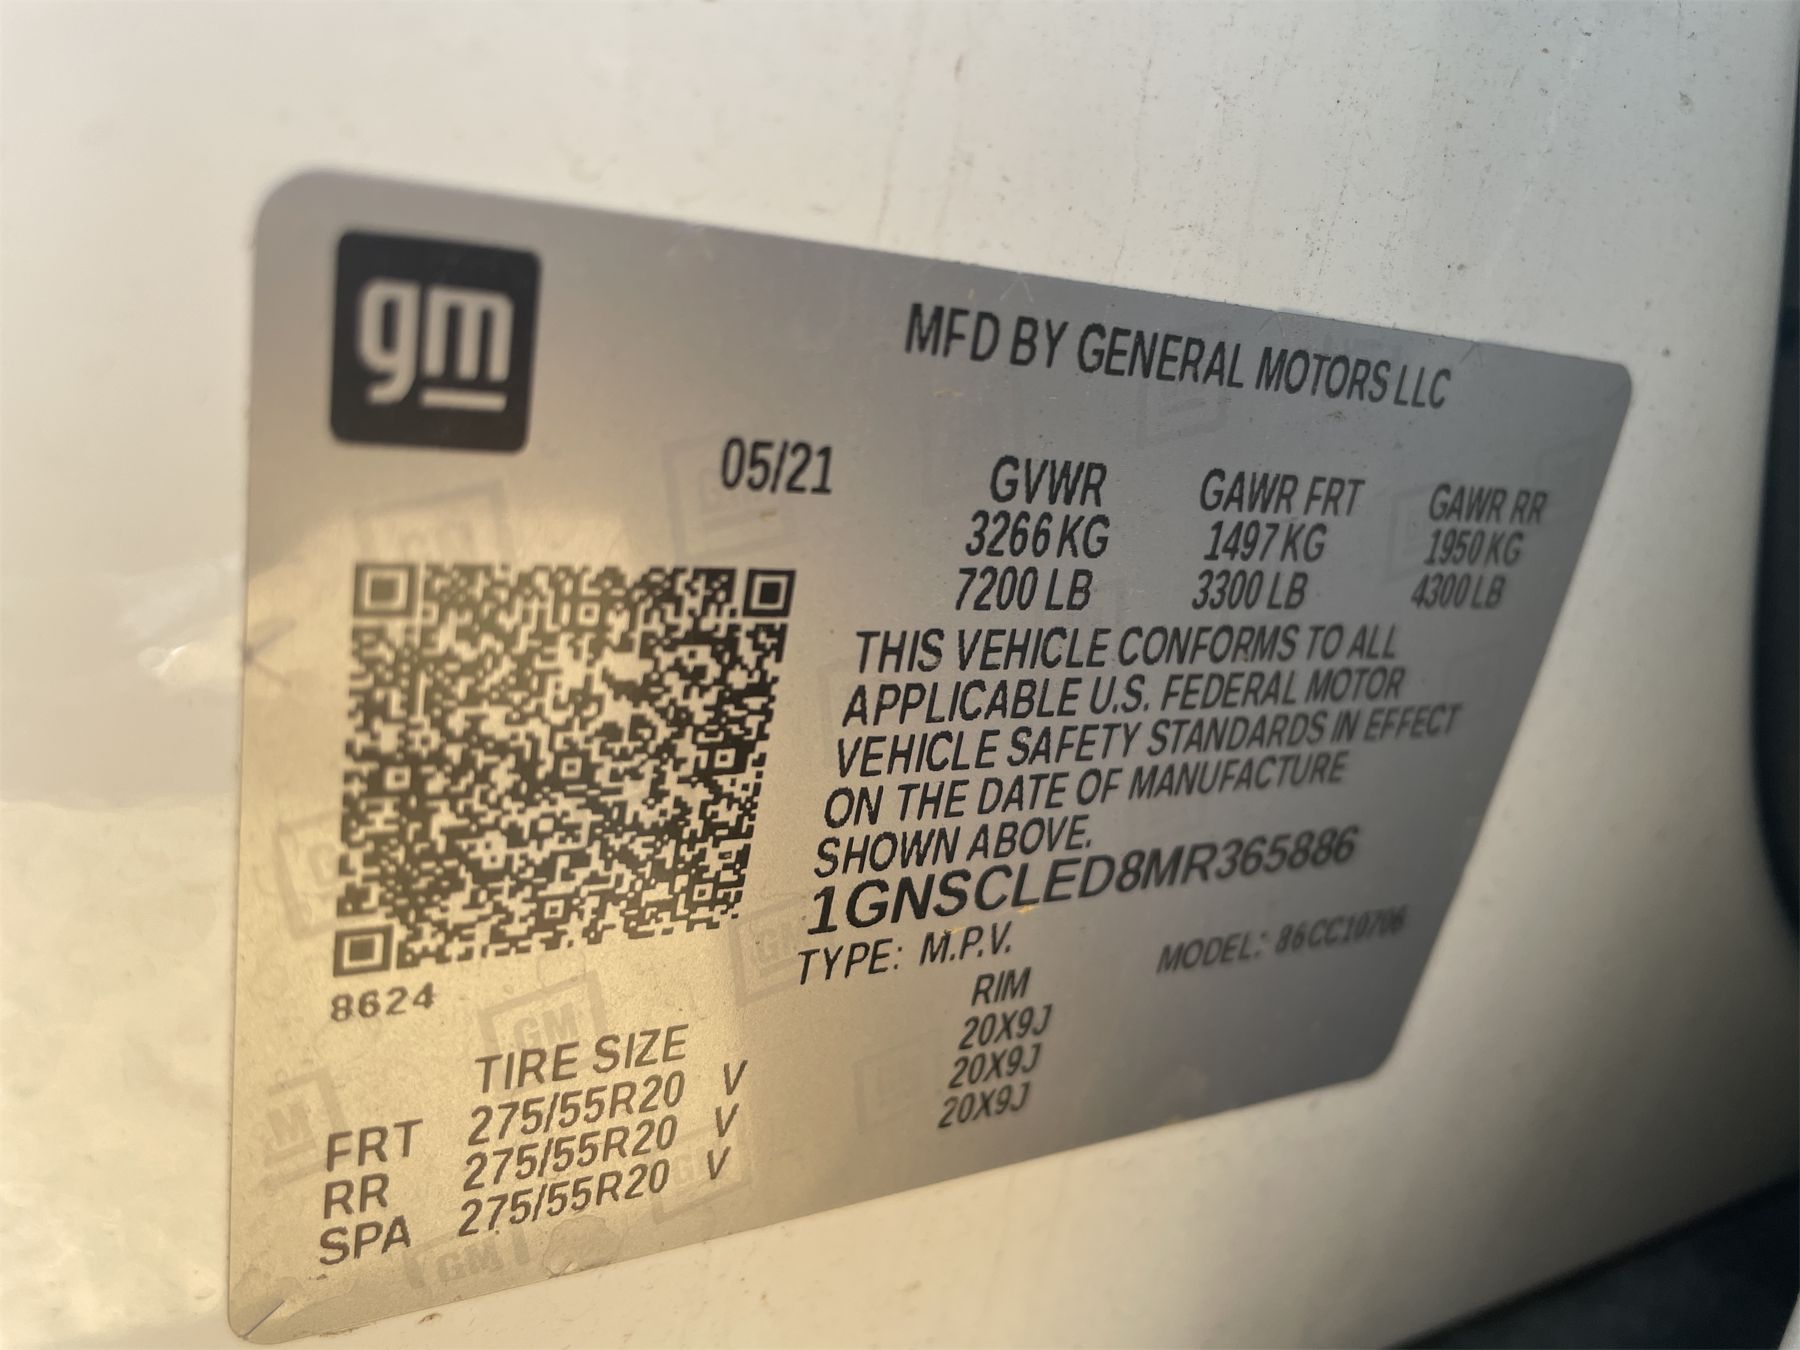 gm
MFD BY GENERAL MOTORS LLC
05/21
GVWR GAWR FRT GAWR RR
3266 KG 1497 KG 1950 KG
7200 LB 3300 LB 4300 LB
THIS VEHICLE CONFORMS TO ALL
APPLICABLE U.S. FEDERAL MOTOR
VEHICLE SAFETY STANDARDS IN EFFECT
ON THE DATE OF MANUFACTURE
SHOWN ABOVE.
1GNSCLED8MR365886
TYPE: M.P.V. MODEL: 86CC10706
8624
TIRE SIZE RIM
FRT 275/55R20 V 20X9J
RR 275/55R20 V 20X9J
SPA 275/55R20 V 20X9J